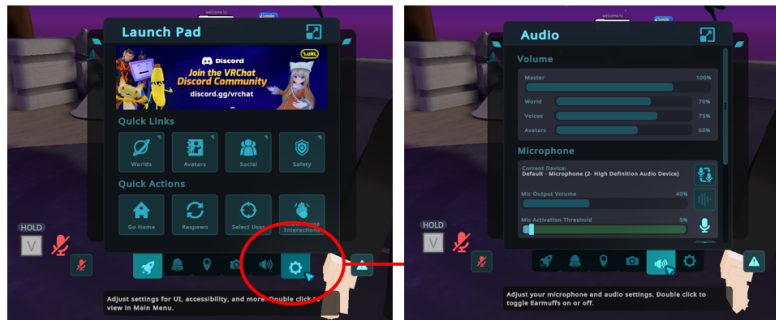 Launch Pad
Discord
Join the VRChat
Discord Community
discord.gg/vrchat
Quick Links
Worlds
Avatars
Social
Safety
Quick Actions
Go Home
Respawn
Select User
Interactions
HOLD
V
Adjust settings for UI, accessibility, and more. Double click to
view in Main Menu.
Audio
Volume
Master
100%
World
70%
Voices
75%
Avatars
60%
Microphone
Current Device:
Default - Microphone (2- High Definition Audio Device)
Mic Output Volume
60%
Mic Activation Threshold
5%
HOLD
V
Adjust your microphone and audio settings. Double click to
toggle Earmuffs on or off.